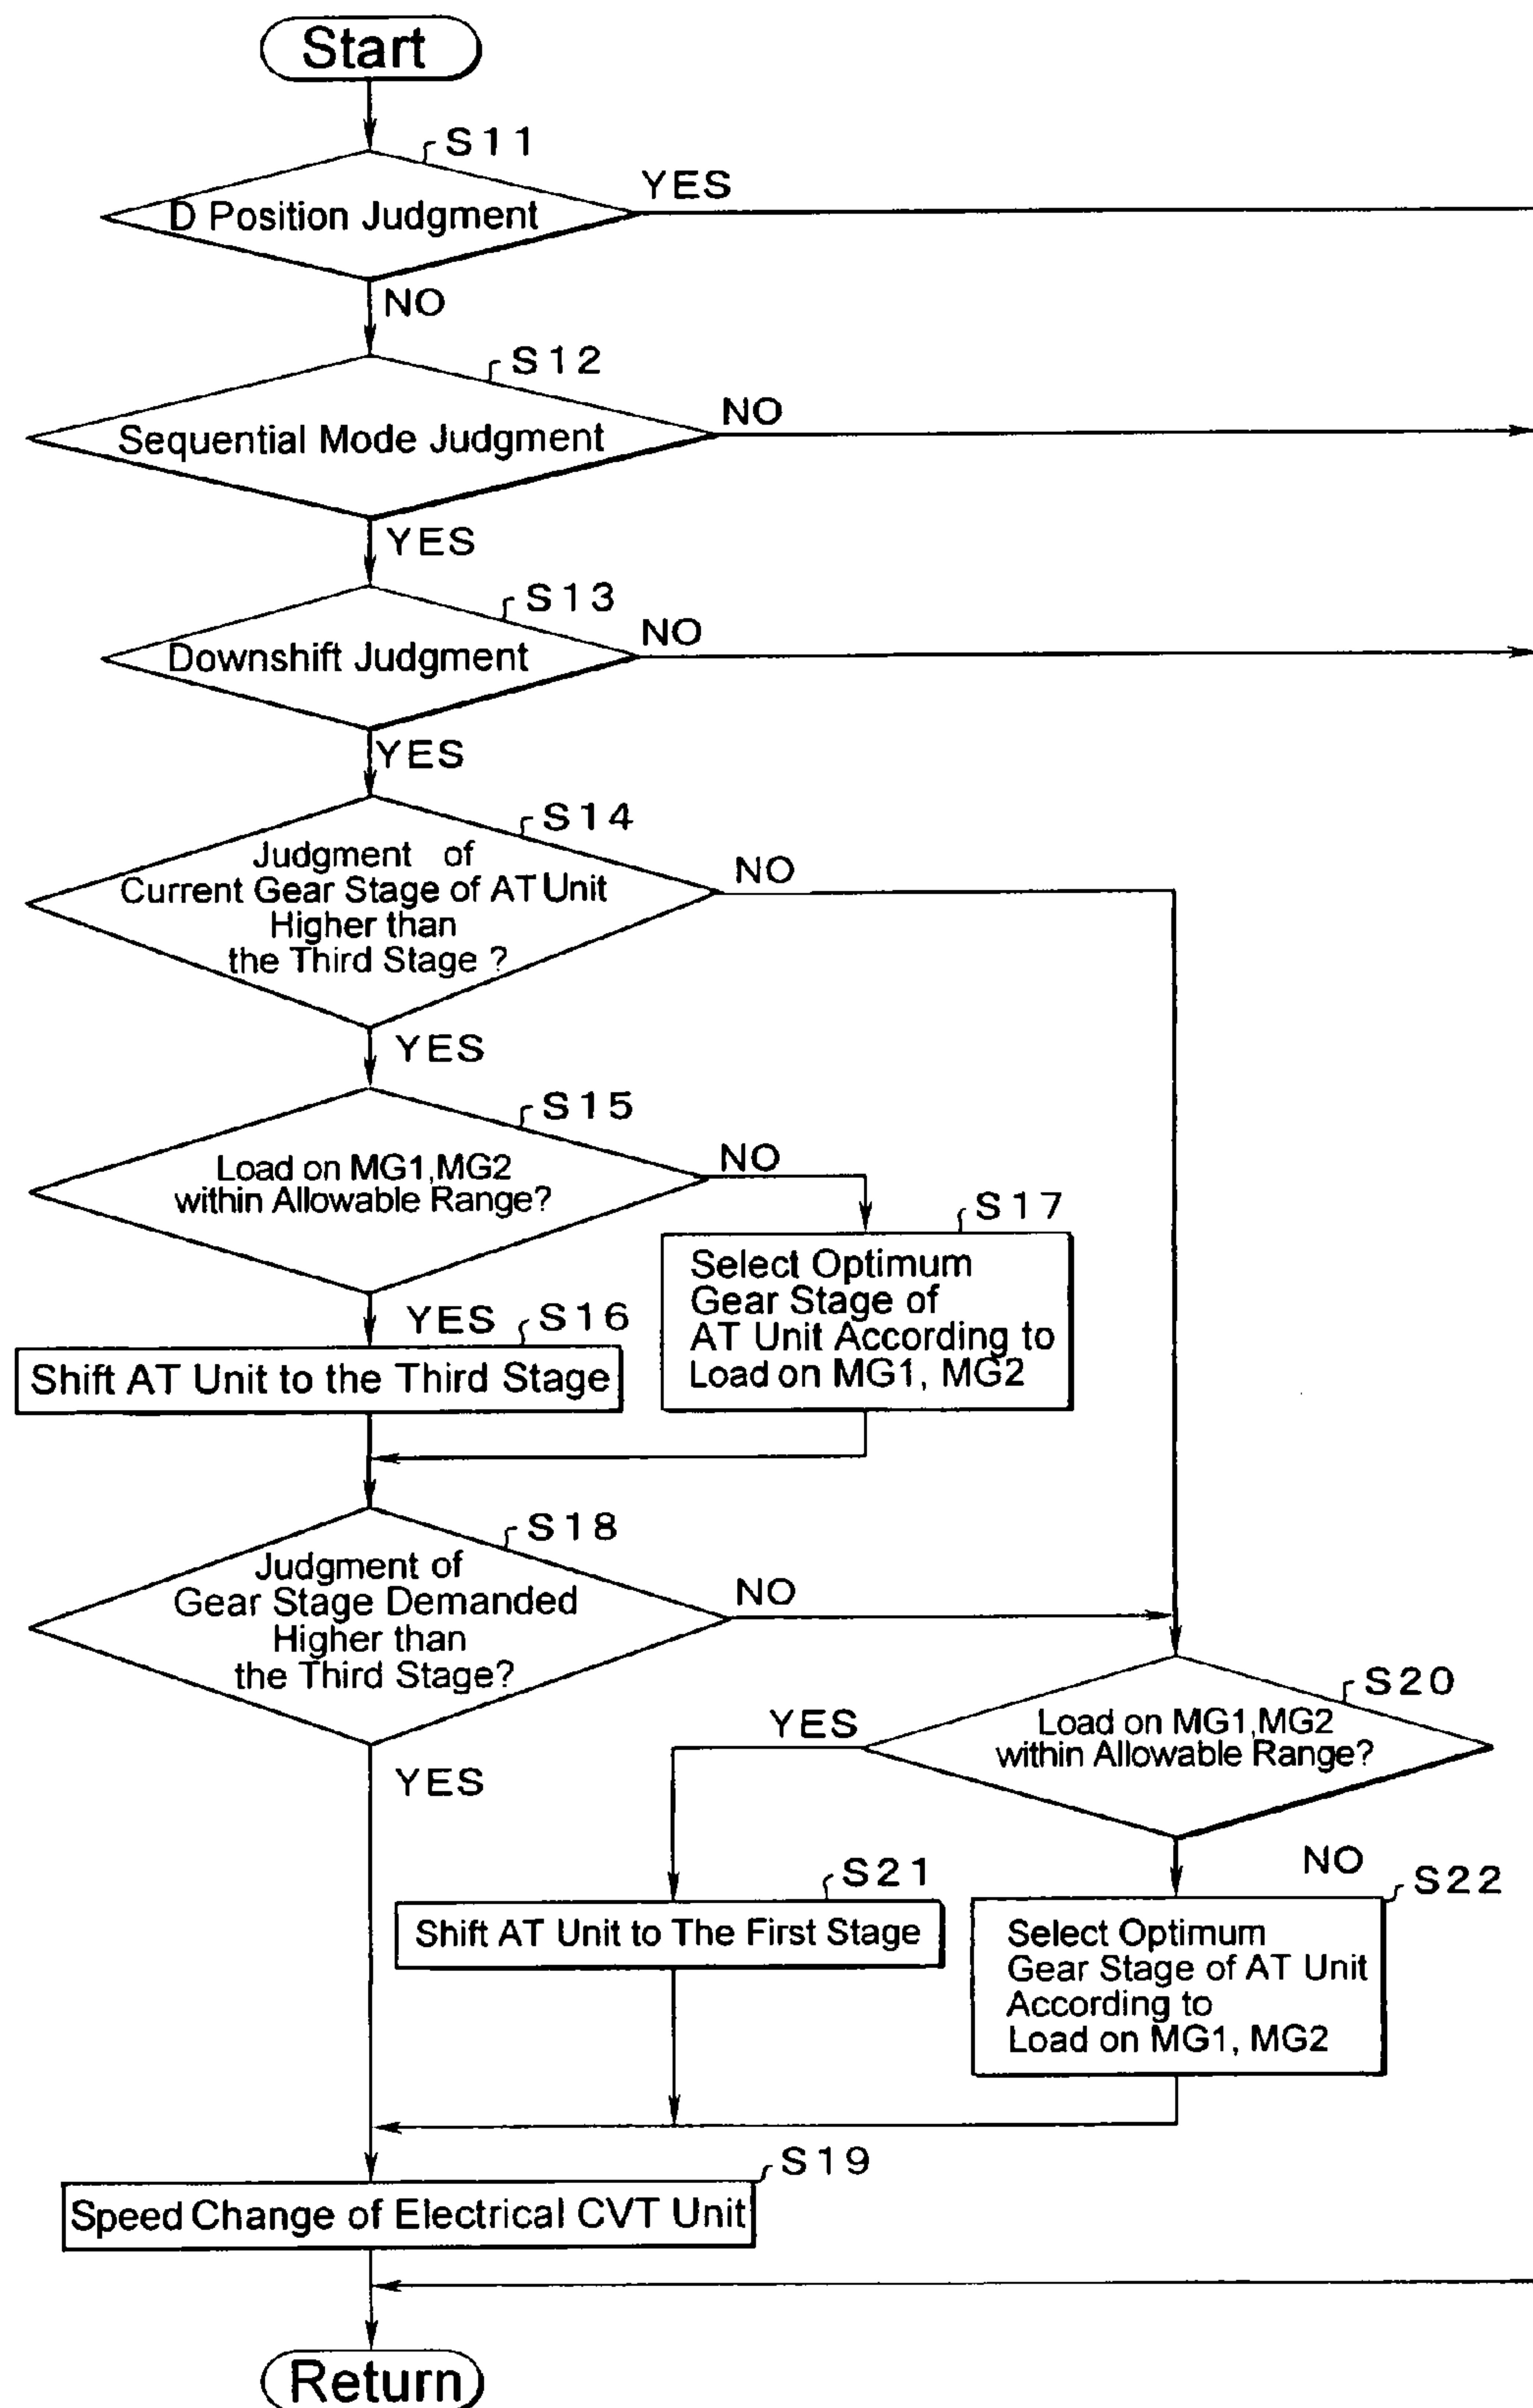 Start
S11
D Position Judgment
YES
NO
S12
Sequential Mode Judgment
NO
YES
S13
Downshift Judgment
NO
YES
S14
Judgment of
Current Gear Stage of AT Unit
Higher than
the Third Stage ?
NO
YES
S15
Load on MG1,MG2
within Allowable Range?
NO
S17
Select Optimum
Gear Stage of
AT Unit According to
Load on MG1, MG2
YES
S16
Shift AT Unit to the Third Stage
S18
Judgment of
Gear Stage Demanded
Higher than
the Third Stage?
NO
YES
S20
Load on MG1,MG2
within Allowable Range?
YES
NO
S21
Shift AT Unit to The First Stage
S22
Select Optimum
Gear Stage of AT Unit
According to
Load on MG1, MG2
S19
Speed Change of Electrical CVT Unit
Return